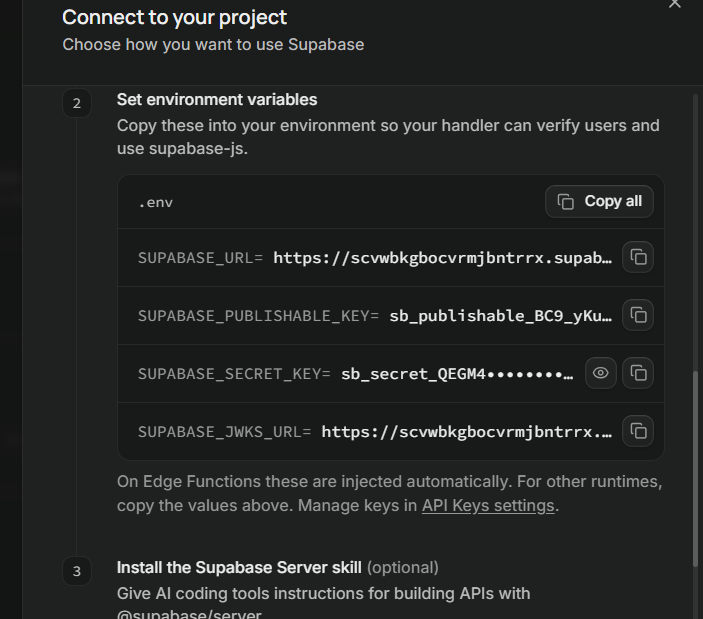 Connect to your project
Choose how you want to use Supabase
2
Set environment variables
Copy these into your environment so your handler can verify users and
use supabase-js.
.env
Copy all
SUPABASE_URL= https://scvwbkgbocvrmjbntrrx.supab…
SUPABASE_PUBLISHABLE_KEY= sb_publishable_BC9_yKu…
SUPABASE_SECRET_KEY= sb_secret_QEGM4••••••••…
SUPABASE_JWKS_URL= https://scvwbkgbocvrmjbntrrx.…
On Edge Functions these are injected automatically. For other runtimes,
copy the values above. Manage keys in API Keys settings.
3
Install the Supabase Server skill (optional)
Give AI coding tools instructions for building APIs with
@supabase/server